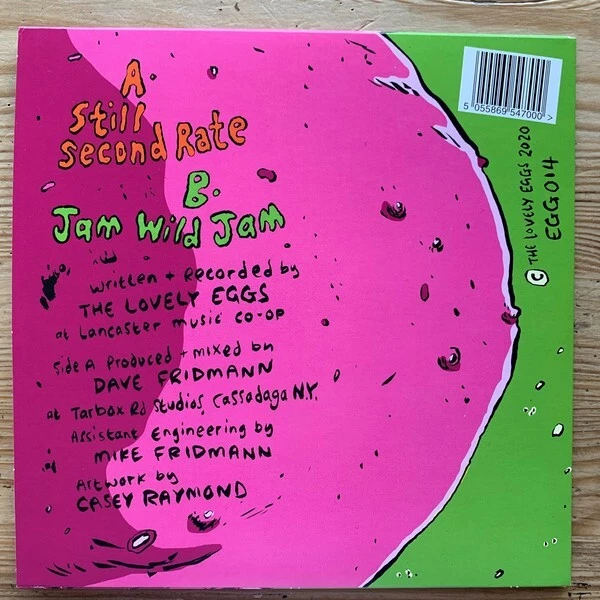 A.
Still
Second Rate
B.
Jam Wild Jam
Written + Recorded by
THE LOVELY EGGS
at Lancaster Music CO-OP
Side A Produced + mixed by
DAVE FRIDMANN
at Tarbox Rd Studios, Cassadaga N.Y.
Assistant Engineering by
MIKE FRIDMANN
Artwork by
CASEY RAYMOND
5 055869 547000 >
© THE LOVELY EGGS 2020
EGG014